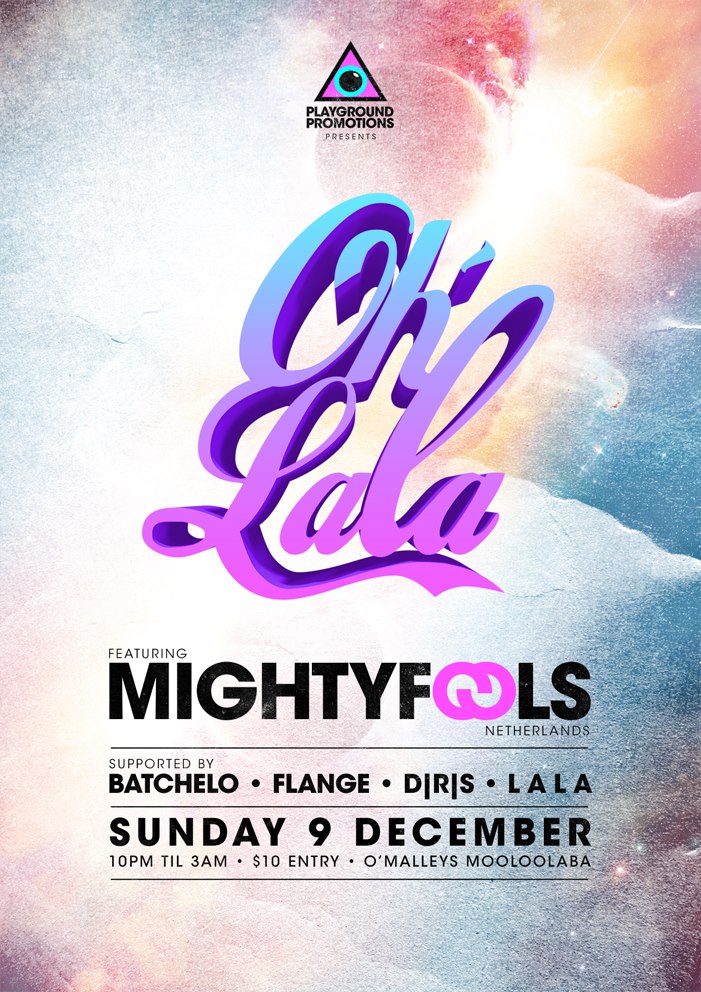 PLAYGROUND
PROMOTIONS
PRESENTS
Oh'
Lala
FEATURING
MIGHTYFOOLS
NETHERLANDS
SUPPORTED BY
BATCHELO • FLANGE • D|R|S • LALA
SUNDAY 9 DECEMBER
10PM TIL 3AM • $10 ENTRY • O'MALLEYS MOOLOOLABA